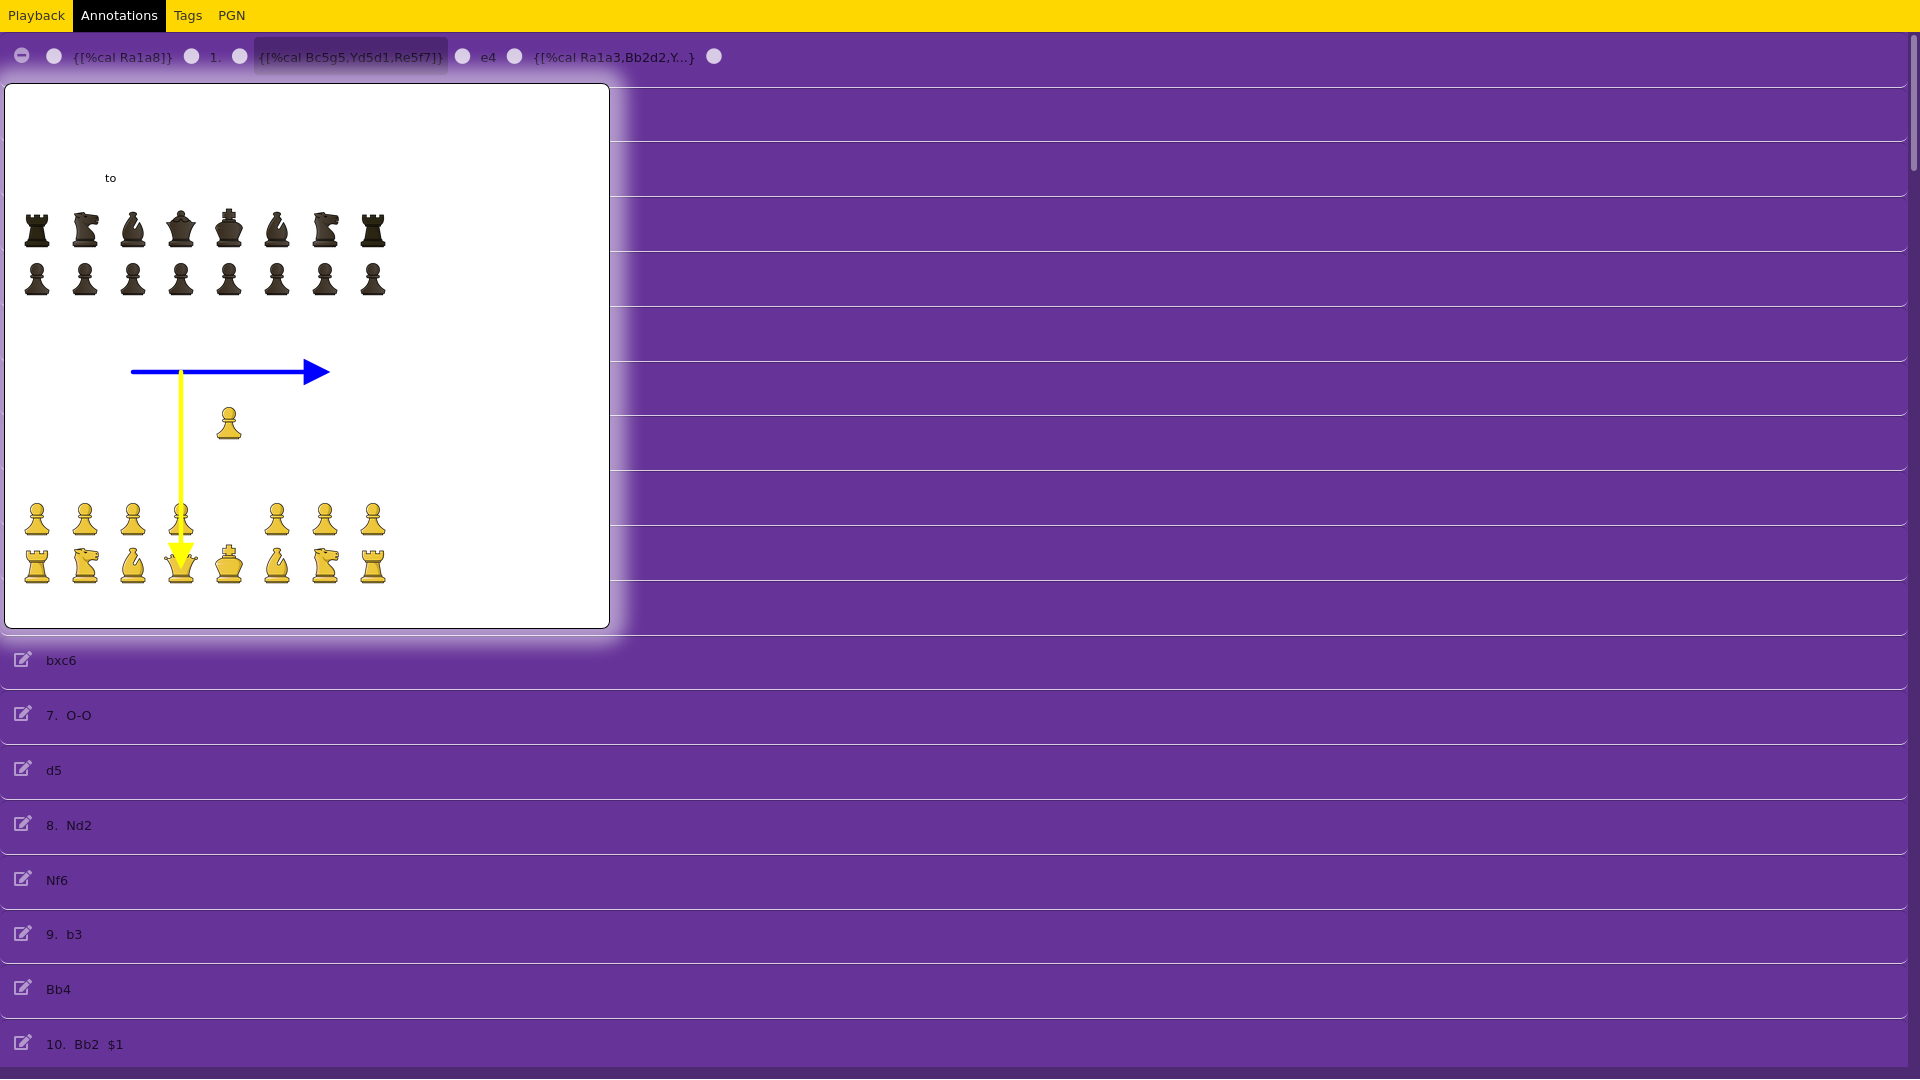 Playback Annotations Tags PGN
{[%cal Ra1a8]} 1. {[%cal Bc5g5,Yd5d1,Re5f7]} e4 {[%cal Ra1a3,Bb2d2,Y...}
to
bxc6
7. O-O
d5
8. Nd2
Nf6
9. b3
Bb4
10. Bb2 $1